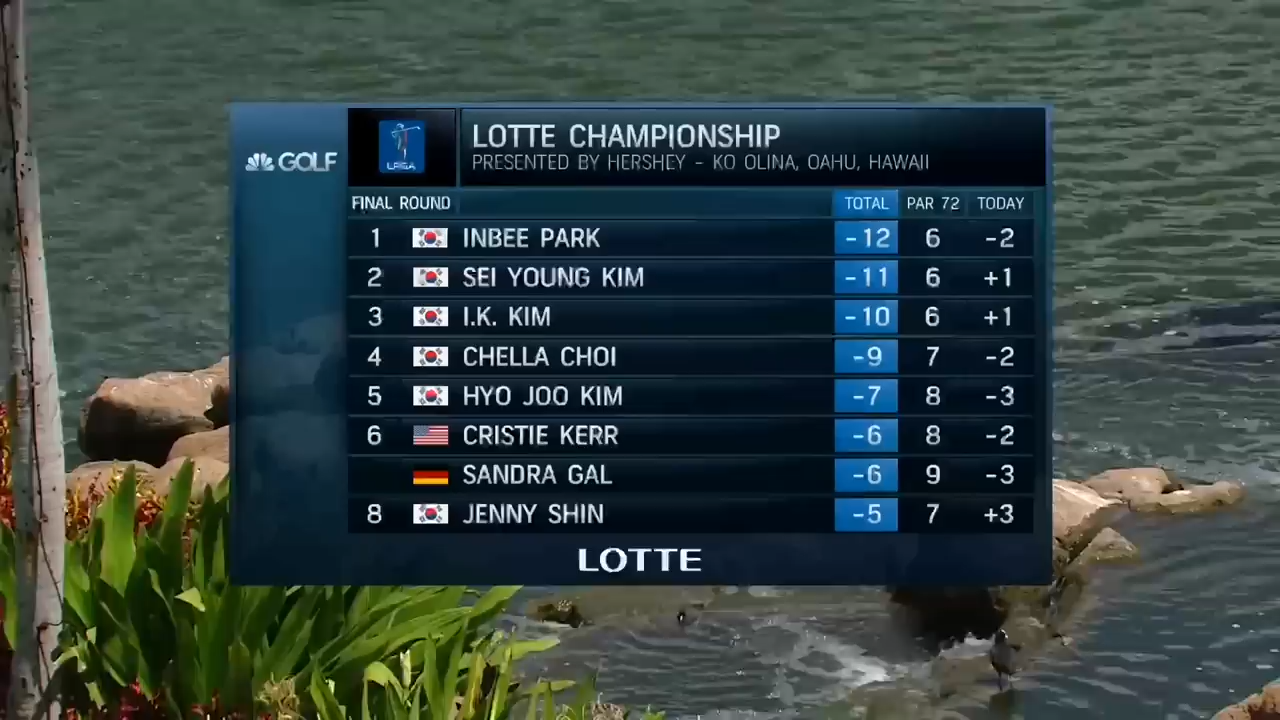 GOLF
LPGA
LOTTE CHAMPIONSHIP
PRESENTED BY HERSHEY - KO OLINA, OAHU, HAWAII
FINAL ROUND TOTAL PAR 72 TODAY
1 INBEE PARK -12 6 -2
2 SEI YOUNG KIM -11 6 +1
3 I.K. KIM -10 6 +1
4 CHELLA CHOI -9 7 -2
5 HYO JOO KIM -7 8 -3
6 CRISTIE KERR -6 8 -2
SANDRA GAL -6 9 -3
8 JENNY SHIN -5 7 +3
LOTTE